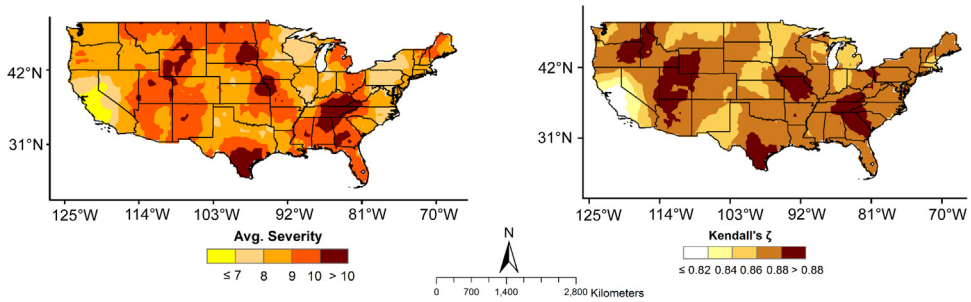 42°N
31°N
125°W 114°W 103°W 92°W 81°W 70°W
Avg. Severity
≤ 7 8 9 10 > 10
42°N
31°N
125°W 114°W 103°W 92°W 81°W 70°W
Kendall's ζ
≤ 0.82 0.84 0.86 0.88 > 0.88
N
0 700 1,400 2,800 Kilometers